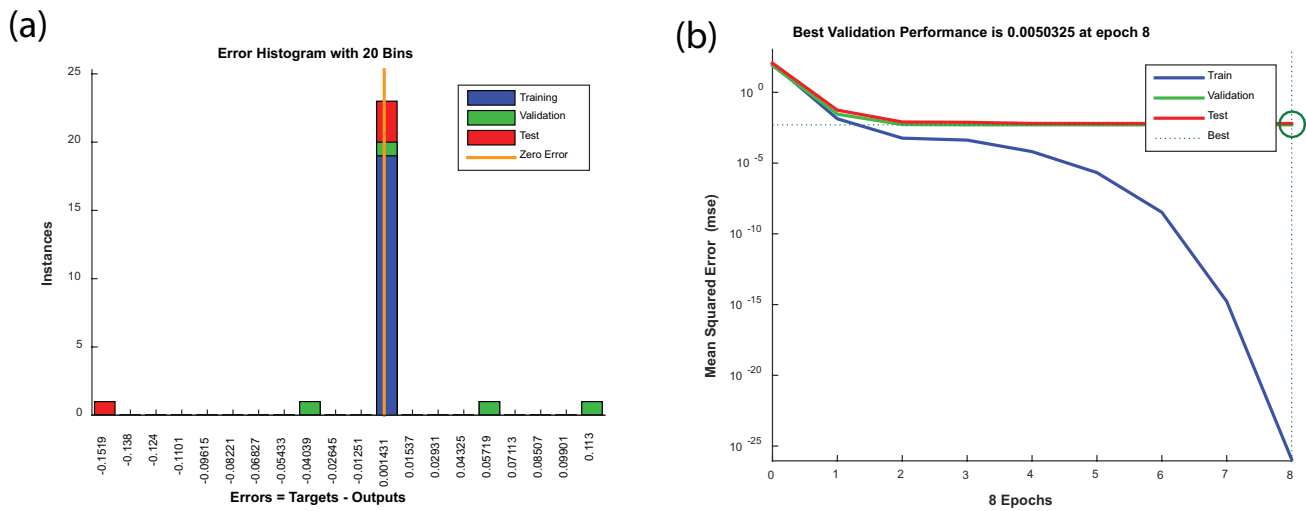 (a)
Error Histogram with 20 Bins
25
20
15
10
5
0
Instances
Training
Validation
Test
Zero Error
-0.1519
-0.138
-0.124
-0.1101
-0.09615
-0.08221
-0.06827
-0.05433
-0.04039
-0.02645
-0.01251
0.001431
0.01537
0.02931
0.04325
0.05719
0.07113
0.08507
0.09901
0.113
Errors = Targets - Outputs
(b)
Best Validation Performance is 0.0050325 at epoch 8
Train
Validation
Test
Best
10 0
10 -5
10 -10
10 -15
10 -20
10 -25
Mean Squared Error (mse)
0 1 2 3 4 5 6 7 8
8 Epochs